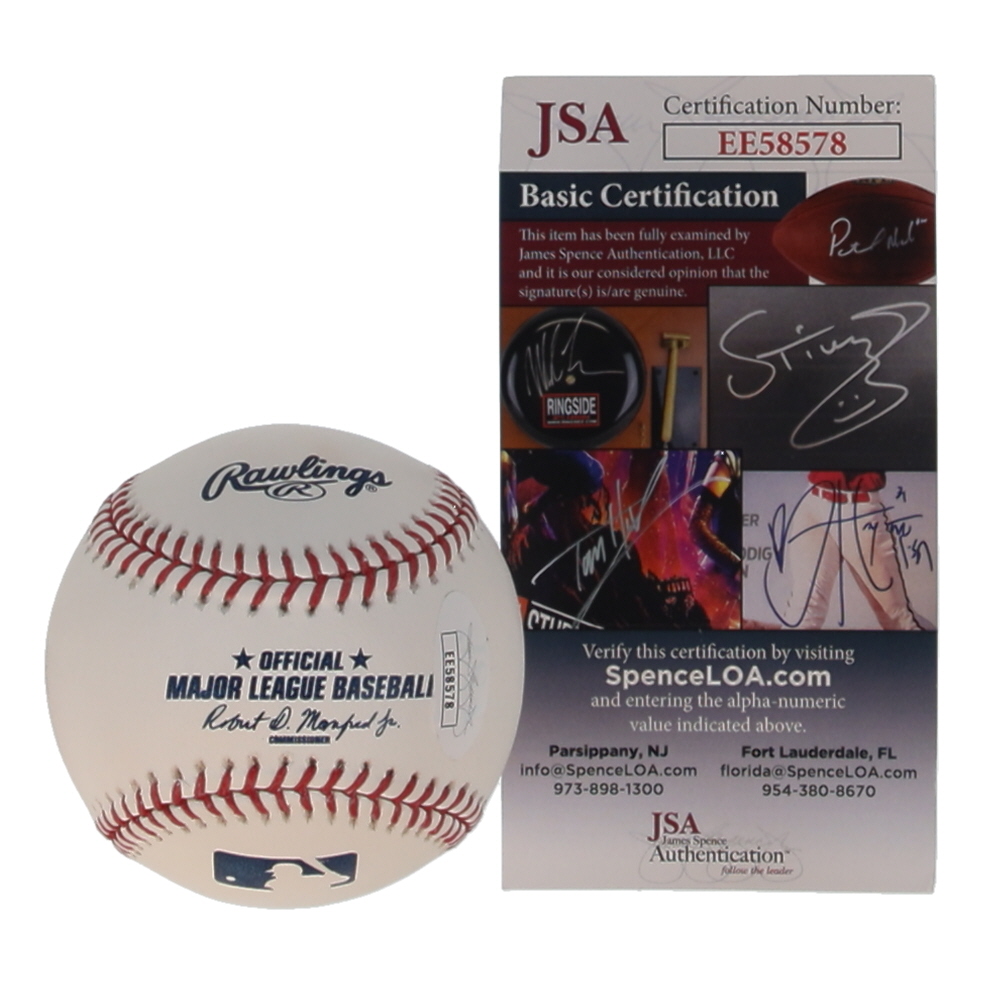 JSA
Certification Number:
EE58578
Basic Certification
This item has been fully examined by
James Spence Authentication, LLC
and it is our considered opinion that the
signature(s) is/are genuine.
RINGSIDE
Rawlings
R
®
★ OFFICIAL ★
MAJOR LEAGUE BASEBALL
Robert D. Manfred Jr.
COMMISSIONER
EE58578
Verify this certification by visiting
SpenceLOA.com
and entering the alpha-numeric
value indicated above.
Parsippany, NJ
info@SpenceLOA.com
973-898-1300
Fort Lauderdale, FL
florida@SpenceLOA.com
954-380-8670
JSA
James Spence
Authentication™
follow the leader